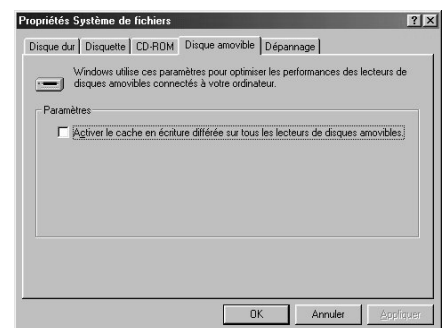 Propriétés Système de fichiers
Disque dur Disquette CD-ROM Disque amovible Dépannage
Windows utilise ces paramètres pour optimiser les performances des lecteurs de
disques amovibles connectés à votre ordinateur.
Paramètres
Activer le cache en écriture différée sur tous les lecteurs de disques amovibles.
OK Annuler Appliquer